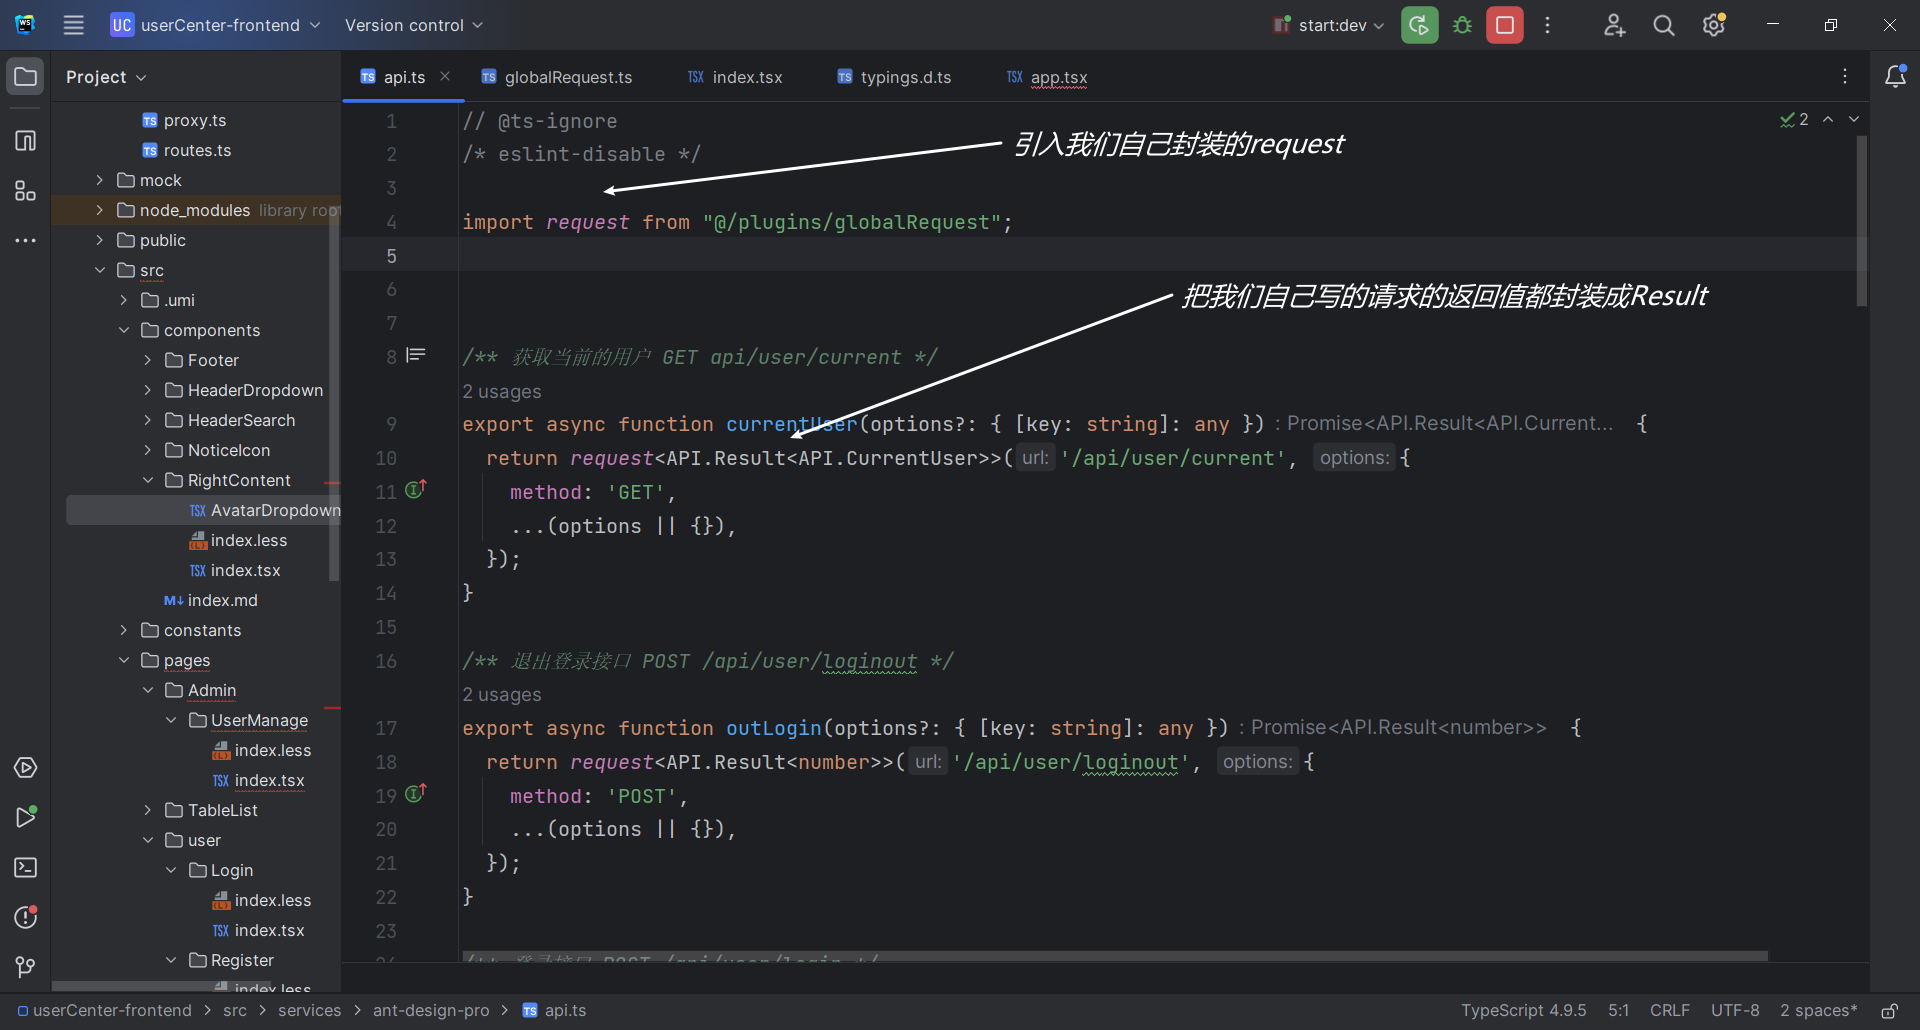 UC userCenter-frontend
Version control
start:dev
Project
api.ts
globalRequest.ts
index.tsx
typings.d.ts
app.tsx
proxy.ts
routes.ts
mock
node_modules library root
public
src
.umi
components
Footer
HeaderDropdown
HeaderSearch
NoticeIcon
RightContent
AvatarDropdown
index.less
index.tsx
index.md
constants
pages
Admin
UserManage
index.less
index.tsx
TableList
user
Login
index.less
index.tsx
Register
index.less
2
1 // @ts-ignore
2 /* eslint-disable */
引入我们自己封装的request
3
4 import request from "@/plugins/globalRequest";
5
6
把我们自己写的请求的返回值都封装成Result
7
8 /** 获取当前的用户 GET api/user/current */
2 usages
9 export async function currentUser(options?: { [key: string]: any }) : Promise<API.Result<API.Current... {
10 return request<API.Result<API.CurrentUser>>( url: '/api/user/current', options: {
11 method: 'GET',
12 ...(options || {}),
13 });
14 }
15
16 /** 退出登录接口 POST /api/user/loginout */
2 usages
17 export async function outLogin(options?: { [key: string]: any }) : Promise<API.Result<number>> {
18 return request<API.Result<number>>( url: '/api/user/loginout', options: {
19 method: 'POST',
20 ...(options || {}),
21 });
22 }
23
24 /** 登录接口 POST /api/user/login */
userCenter-frontend > src > services > ant-design-pro > api.ts
TypeScript 4.9.5 5:1 CRLF UTF-8 2 spaces*